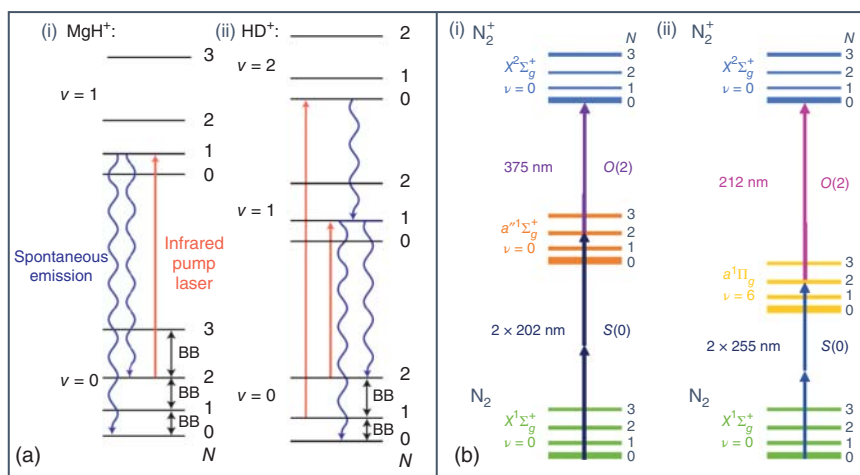 (i) MgH⁺:
3
v = 1
2
1
0
Spontaneous
emission
Infrared
pump
laser
3
BB
v = 0
2
BB
1
BB
0
(a)
N
(ii) HD⁺:
2
v = 2
1
0
2
v = 1
1
0
2
BB
v = 0
1
BB
0
N
(i) N₂⁺
N
X²Σg⁺
3
2
ν = 0
1
0
375 nm O(2)
a″¹Σg⁺
3
2
ν = 0
1
0
2 × 202 nm S(0)
N₂
X¹Σg⁺
3
2
ν = 0
1
0
(b)
(ii) N₂⁺
N
X²Σg⁺
3
2
ν = 0
1
0
212 nm O(2)
a¹Πg
3
2
ν = 6
1
0
2 × 255 nm S(0)
N₂
X¹Σg⁺
3
2
ν = 0
1
0